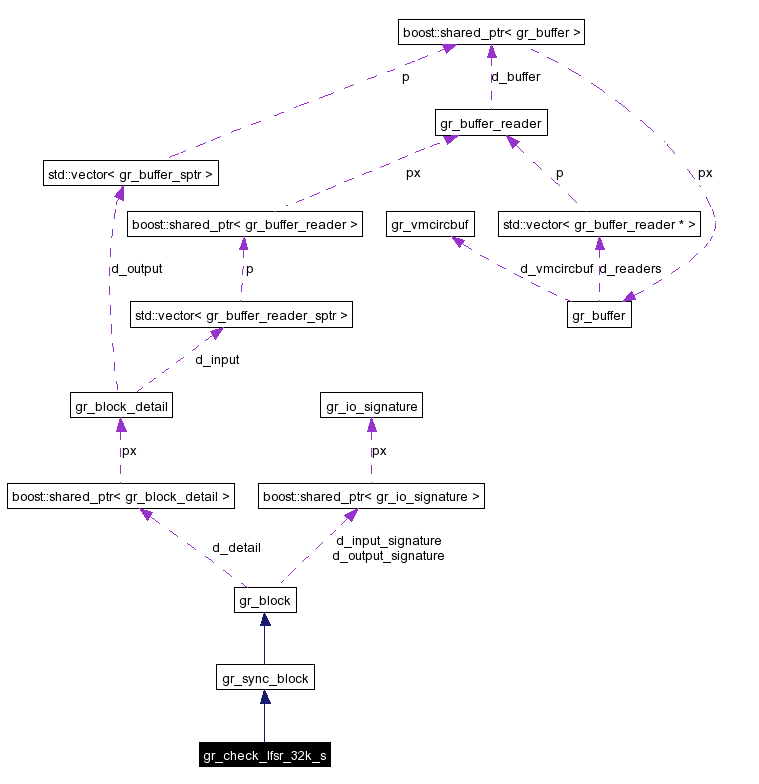 boost::shared_ptr< gr_buffer >
p
d_buffer
gr_buffer_reader
std::vector< gr_buffer_sptr >
px
p
px
boost::shared_ptr< gr_buffer_reader >
gr_vmcircbuf
std::vector< gr_buffer_reader * >
d_output
p
d_vmcircbuf
d_readers
std::vector< gr_buffer_reader_sptr >
gr_buffer
d_input
gr_block_detail
gr_io_signature
px
px
boost::shared_ptr< gr_block_detail >
boost::shared_ptr< gr_io_signature >
d_detail
d_input_signature
d_output_signature
gr_block
gr_sync_block
gr_check_lfsr_32k_s